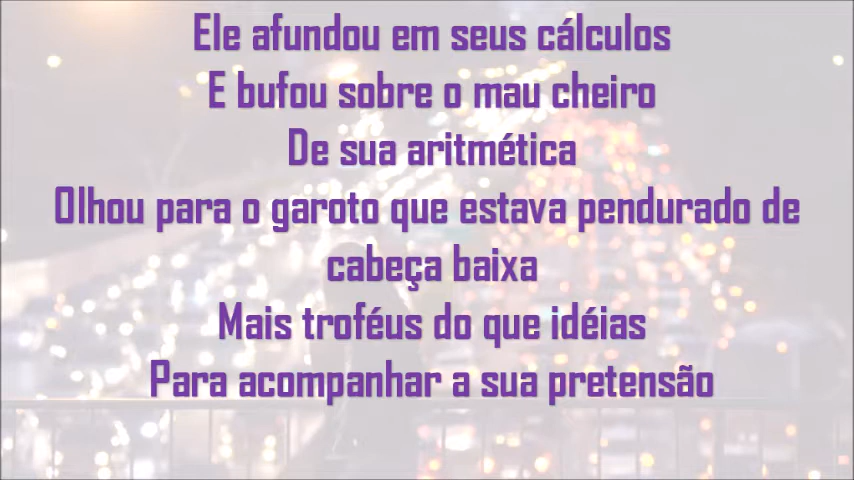 Ele afundou em seus cálculos
E bufou sobre o mau cheiro
De sua aritmética
Olhou para o garoto que estava pendurado de
cabeça baixa
Mais troféus do que idéias
Para acompanhar a sua pretensão